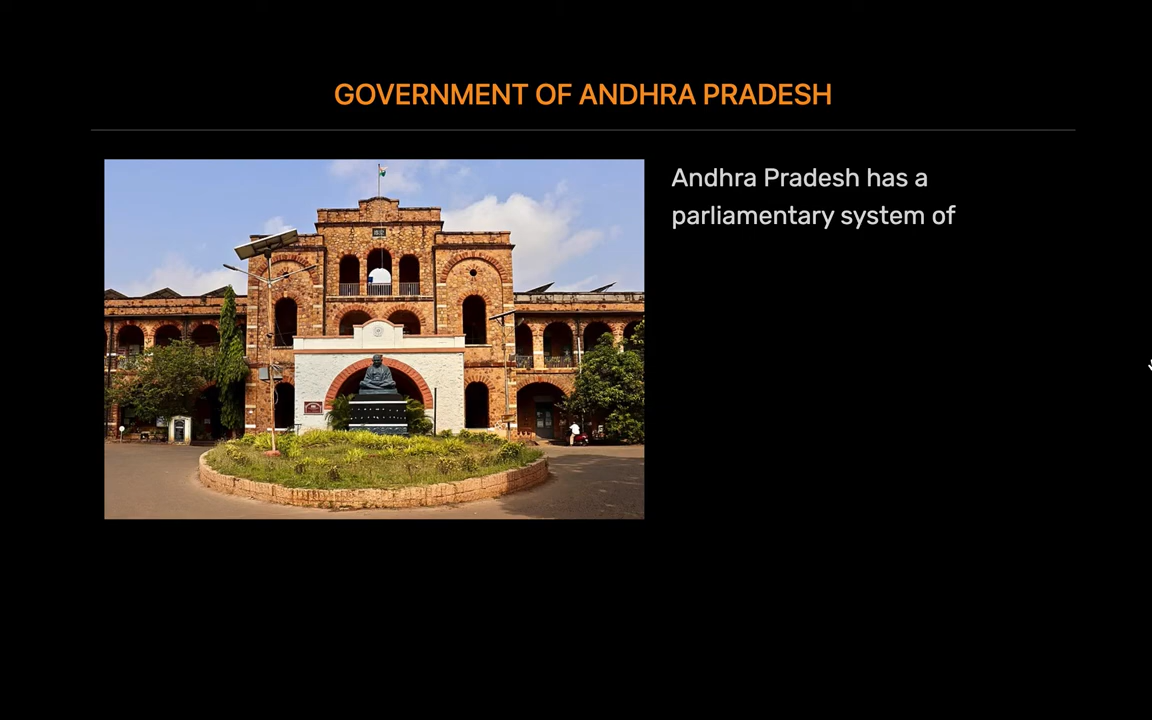 GOVERNMENT OF ANDHRA PRADESH
Andhra Pradesh has a
parliamentary system of